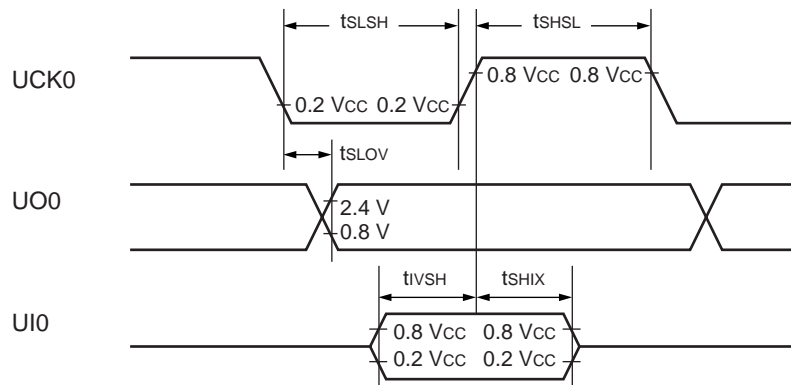 tSLSH tSHSL
UCK0
0.8 VCC 0.8 VCC
0.2 VCC 0.2 VCC
tSLOV
UO0
2.4 V
0.8 V
tIVSH tSHIX
UI0
0.8 VCC 0.8 VCC
0.2 VCC 0.2 VCC